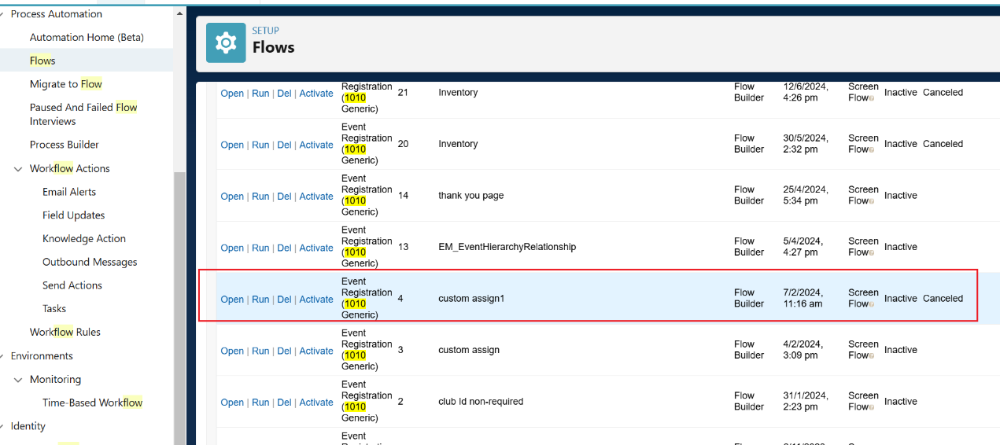 Process Automation
Automation Home (Beta)
Flows
Migrate to Flow
Paused And Failed Flow
Interviews
Process Builder
Workflow Actions
Email Alerts
Field Updates
Knowledge Action
Outbound Messages
Send Actions
Tasks
Workflow Rules
Environments
Monitoring
Time-Based Workflow
Identity
SETUP
Flows
Open | Run | Del | Activate
Registration
(1010
Generic)
21
Inventory
Flow
Builder
12/6/2024,
4:26 pm
Screen
Flow
Inactive
Canceled
Open | Run | Del | Activate
Event
Registration
(1010
Generic)
20
Inventory
Flow
Builder
30/5/2024,
2:32 pm
Screen
Flow
Inactive
Canceled
Open | Run | Del | Activate
Event
Registration
(1010
Generic)
14
thank you page
Flow
Builder
25/4/2024,
5:34 pm
Screen
Flow
Inactive
Open | Run | Del | Activate
Event
Registration
(1010
Generic)
13
EM_EventHierarchyRelationship
Flow
Builder
5/4/2024,
4:27 pm
Screen
Flow
Inactive
Open | Run | Del | Activate
Event
Registration
(1010
Generic)
4
custom assign1
Flow
Builder
7/2/2024,
11:16 am
Screen
Flow
Inactive
Canceled
Open | Run | Del | Activate
Event
Registration
(1010
Generic)
3
custom assign
Flow
Builder
4/2/2024,
3:09 pm
Screen
Flow
Inactive
Open | Run | Del | Activate
Event
Registration
(1010
Generic)
2
club Id non-required
Flow
Builder
31/1/2024,
2:23 pm
Screen
Flow
Inactive
Event